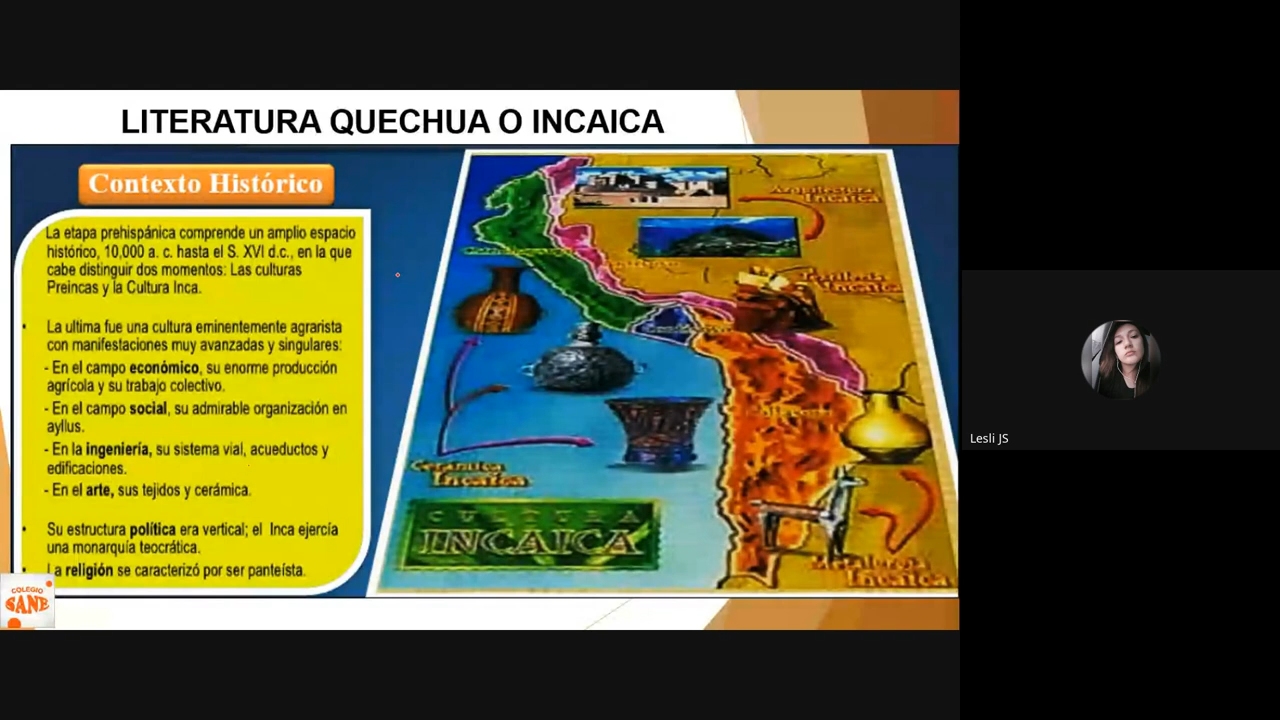 LITERATURA QUECHUA O INCAICA
Contexto Histórico
La etapa prehispánica comprende un amplio espacio
histórico, 10,000 a. c. hasta el S. XVI d.c., en la que
cabe distinguir dos momentos: Las culturas
Preincas y la Cultura Inca.
La ultima fue una cultura eminentemente agrarista
con manifestaciones muy avanzadas y singulares:
- En el campo económico, su enorme producción
agrícola y su trabajo colectivo.
- En el campo social, su admirable organización en
ayllus.
- En la ingeniería, su sistema vial, acueductos y
edificaciones.
- En el arte, sus tejidos y cerámica.
Su estructura política era vertical; el Inca ejercía
una monarquía teocrática.
La religión se caracterizó por ser panteísta.
Arquitectura
Incaica
Textileria
Incaica
Cerámica
Incaica
CULTURA
INCAICA
Metalurgia
Incaica
COLEGIO
SANE
Lesli JS